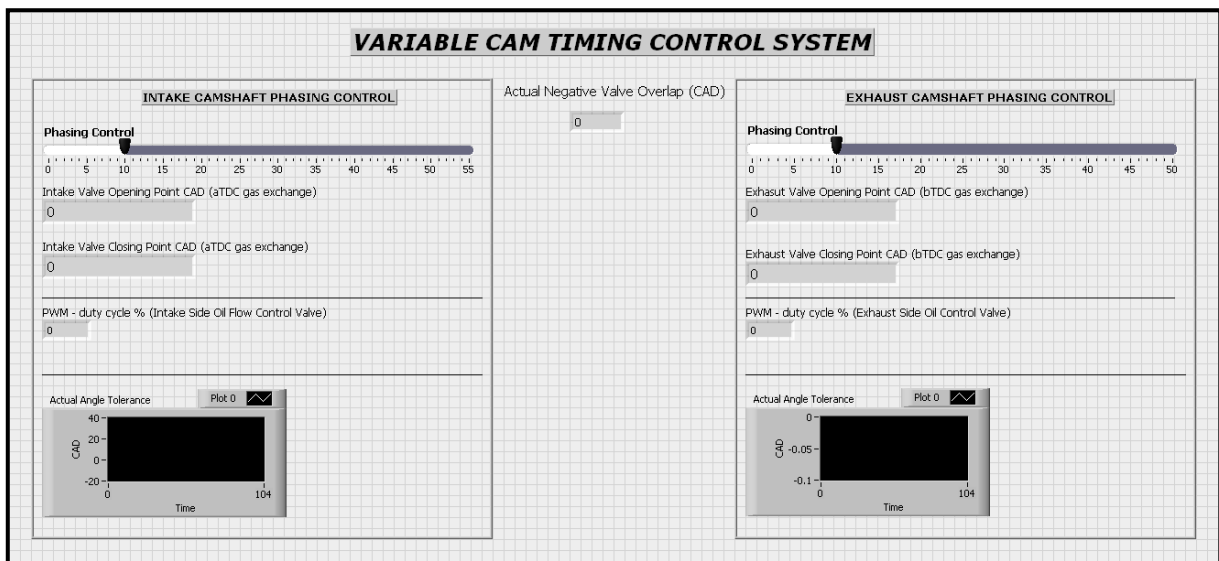 VARIABLE CAM TIMING CONTROL SYSTEM
INTAKE CAMSHAFT PHASING CONTROL
Phasing Control
0 5 10 15 20 25 30 35 40 45 50 55
Intake Valve Opening Point CAD (aTDC gas exchange)
0
Intake Valve Closing Point CAD (aTDC gas exchange)
0
PWM - duty cycle % (Intake Side Oil Flow Control Valve)
0
Actual Angle Tolerance
Plot 0
40
20
0
-20
CAD
0 104
Time
Actual Negative Valve Overlap (CAD)
0
EXHAUST CAMSHAFT PHASING CONTROL
Phasing Control
0 5 10 15 20 25 30 35 40 45 50
Exhasut Valve Opening Point CAD (bTDC gas exchange)
0
Exhaust Valve Closing Point CAD (bTDC gas exchange)
0
PWM - duty cycle % (Exhaust Side Oil Control Valve)
0
Actual Angle Tolerance
Plot 0
0
-0.05
-0.1
CAD
0 104
Time